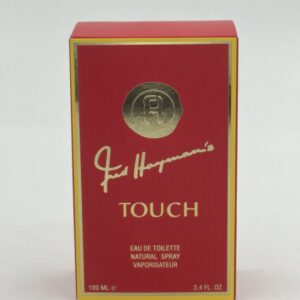 Fred Hayman's
TOUCH
EAU DE TOILETTE
NATURAL SPRAY
VAPORISATEUR
100 ML ℮ 3.4 FL. OZ.